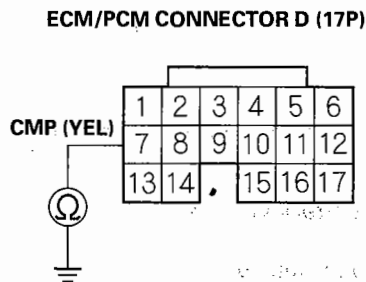 ECM/PCM CONNECTOR D (17P)
1 2 3 4 5 6
CMP (YEL)
7 8 9 10 11 12
13 14 15 16 17
Ω